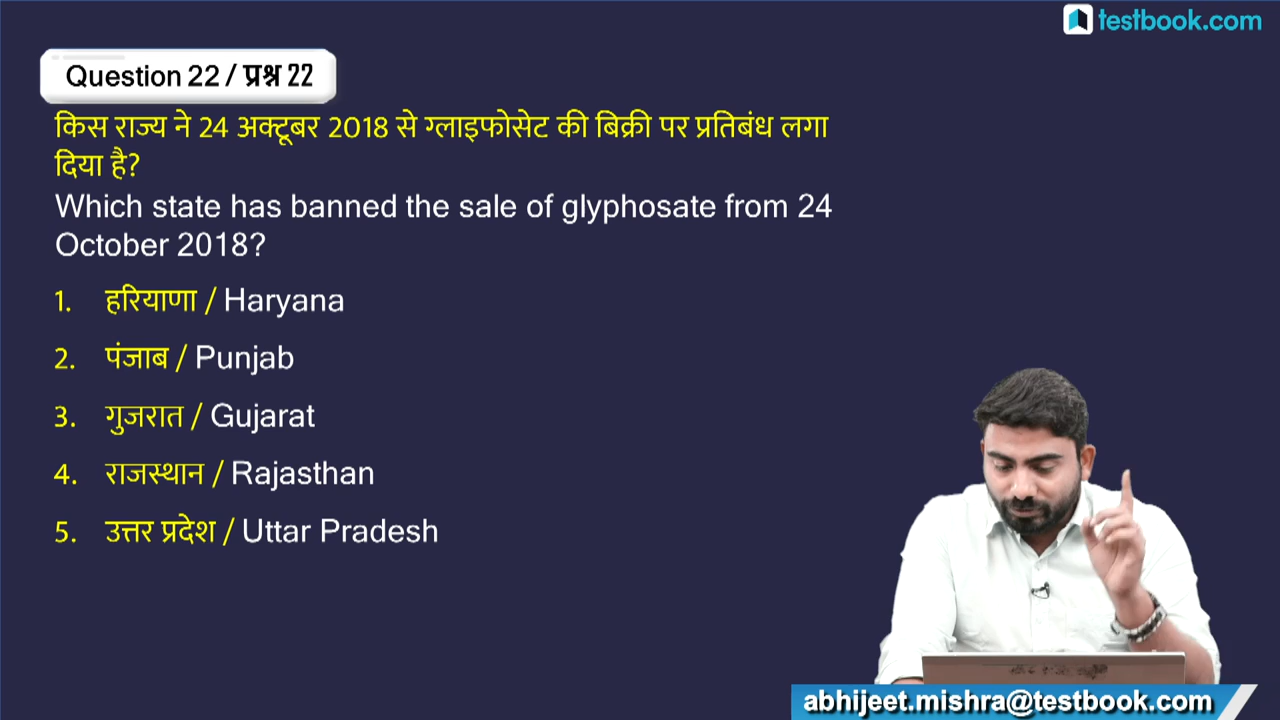 testbook.com
Question 22 / प्रश्न 22
किस राज्य ने 24 अक्टूबर 2018 से ग्लाइफोसेट की बिक्री पर प्रतिबंध लगा
दिया है?
Which state has banned the sale of glyphosate from 24
October 2018?
1. हरियाणा / Haryana
2. पंजाब / Punjab
3. गुजरात / Gujarat
4. राजस्थान / Rajasthan
5. उत्तर प्रदेश / Uttar Pradesh
abhijeet.mishra@testbook.com